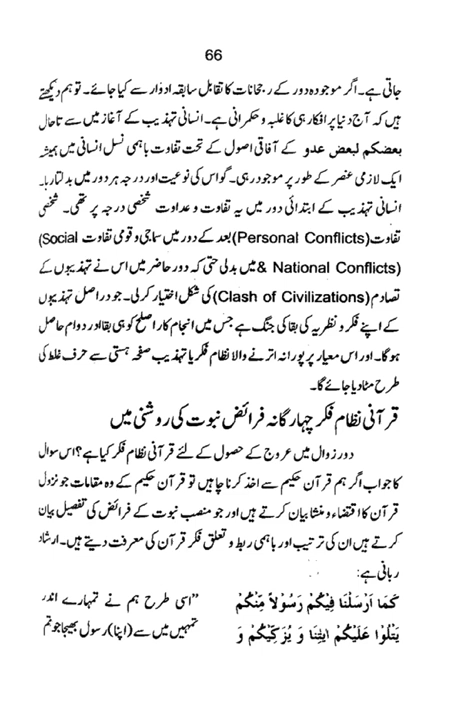 66
جاتی ہے۔ اگر موجودہ دور کے رجحانات کا تقابل سابقہ ادوار سے کیا جائے۔ تو ہم دیکھتے
ہیں کہ آج دنیا پر افکار ہی کا غلبہ و حکمرانی ہے۔ انسانی تہذیب کے آغاز میں سے تاحال
بعضکم لبعض عدو کے آفاقی اصول کے تحت تفاوت باہمی نسل انسانی میں ہمیشہ
ایک لازمی عنصر کے طور پر موجود رہی۔ گو اس کی نوعیت اور درجہ ہر دور میں بدلتا رہا۔
انسانی تہذیب کے ابتدائی دور میں یہ تفاوت و عداوت شخصی درجہ پر تھی۔ شخصی
تفاوت (Personal Conflicts) بعد کے دور میں سماجی و قومی تفاوت (Social
& National Conflicts) میں بدلی حتی کہ دور حاضر میں اس نے تہذیبوں کے
تصادم (Clash of Civilizations) کی شکل اختیار کر لی۔ جو دراصل تہذیبوں
کے اپنے فکر و نظریہ کی بقا کی جنگ ہے جس میں انجام کار اصلح کو ہی بقا اور دوام حاصل
ہو گا۔ اور اس معیار پر پورا نہ اترنے والا نظام فکر یا تہذیب صفحہ ہستی سے حرف غلط کی
طرح مٹا دیا جائے گا۔
قرآنی نظام فکر چہارگانہ فرائض نبوت کی روشنی میں
دور زوال میں عروج کے حصول کے لئے قرآنی نظام فکر کیا ہے؟ اس سوال
کا جواب اگر ہم قرآن حکیم سے اخذ کرنا چاہیں تو قرآن حکیم کے وہ مقامات جو نزول
قرآن کا اقتضاء و منشا بیان کرتے ہیں اور جو منصب نبوت کے فرائض کی تفصیل بیان
کرتے ہیں ان کی ترتیب اور باہمی ربط و تعلق فکر قرآن کی معرفت دیتے ہیں۔ ارشاد
ربانی ہے:
كَمَا اَرْسَلْنَا فِيْكُمْ رَسُوْلاً مِنْكُمْ "اسی طرح ہم نے تمہارے اندر
يَتْلُوْا عَلَيْكُمْ اٰيٰتِنَا وَ يُزَكِّيْكُمْ وَ تمہیں میں سے (اپنا) رسول بھیجا جو تم